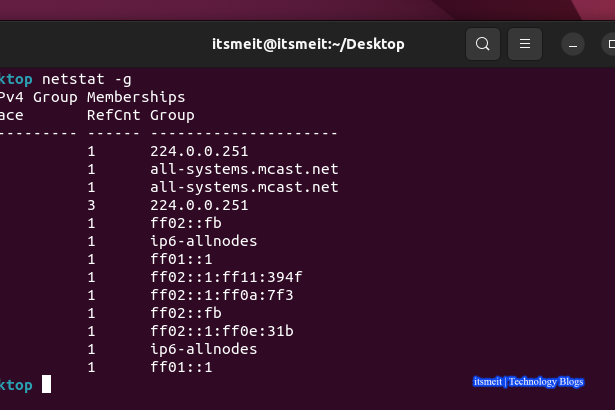 itsmeit@itsmeit:~/Desktop
ktop netstat -g
Pv4 Group Memberships
ace RefCnt Group
--------- ------ ---------------------
1 224.0.0.251
1 all-systems.mcast.net
1 all-systems.mcast.net
3 224.0.0.251
1 ff02::fb
1 ip6-allnodes
1 ff01::1
1 ff02::1:ff11:394f
1 ff02::1:ff0a:7f3
1 ff02::fb
1 ff02::1:ff0e:31b
1 ip6-allnodes
1 ff01::1
ktop
itsmeit | Technology Blogs